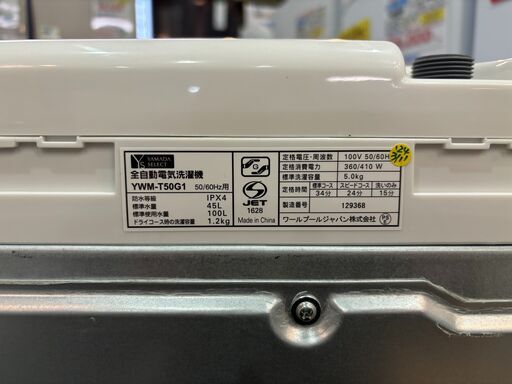 YS YAMADA SELECT
全自動電気洗濯機
YWM-T50G1 50/60Hz用
防水等級 IPX4
標準水量 45L
標準使用水量 100L
ドライコース時の洗濯容量 1.2kg
G
JET
1628
Made in China
定格電圧・周波数 100V 50/60H
定格消費電力 360/410 W
標準洗濯容量 5.0kg
定格時間 標準コース スピードコース 洗いのみ
34分 24分 15分
製造番号 129368
ワールプールジャパン株式会社
PS E